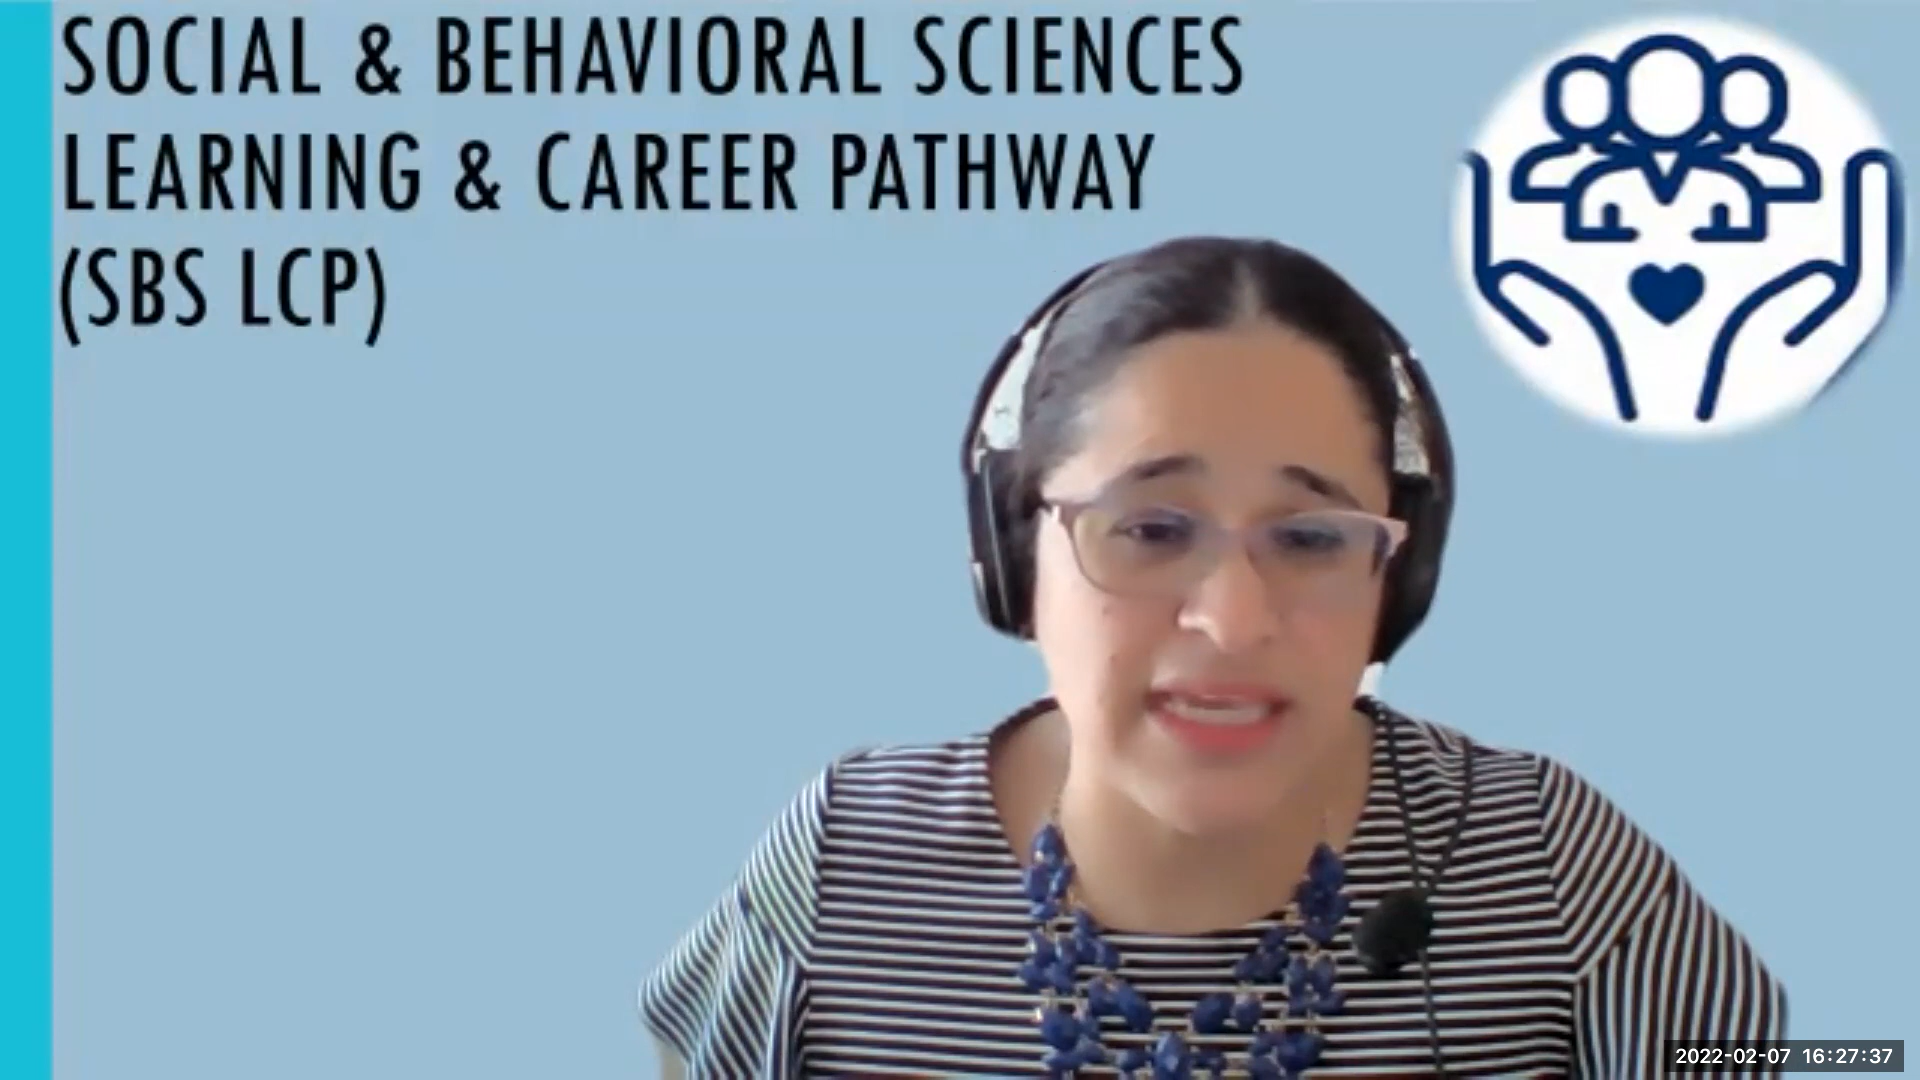 SOCIAL & BEHAVIORAL SCIENCES
LEARNING & CAREER PATHWAY
(SBS LCP)
2022-02-07 16:27:37